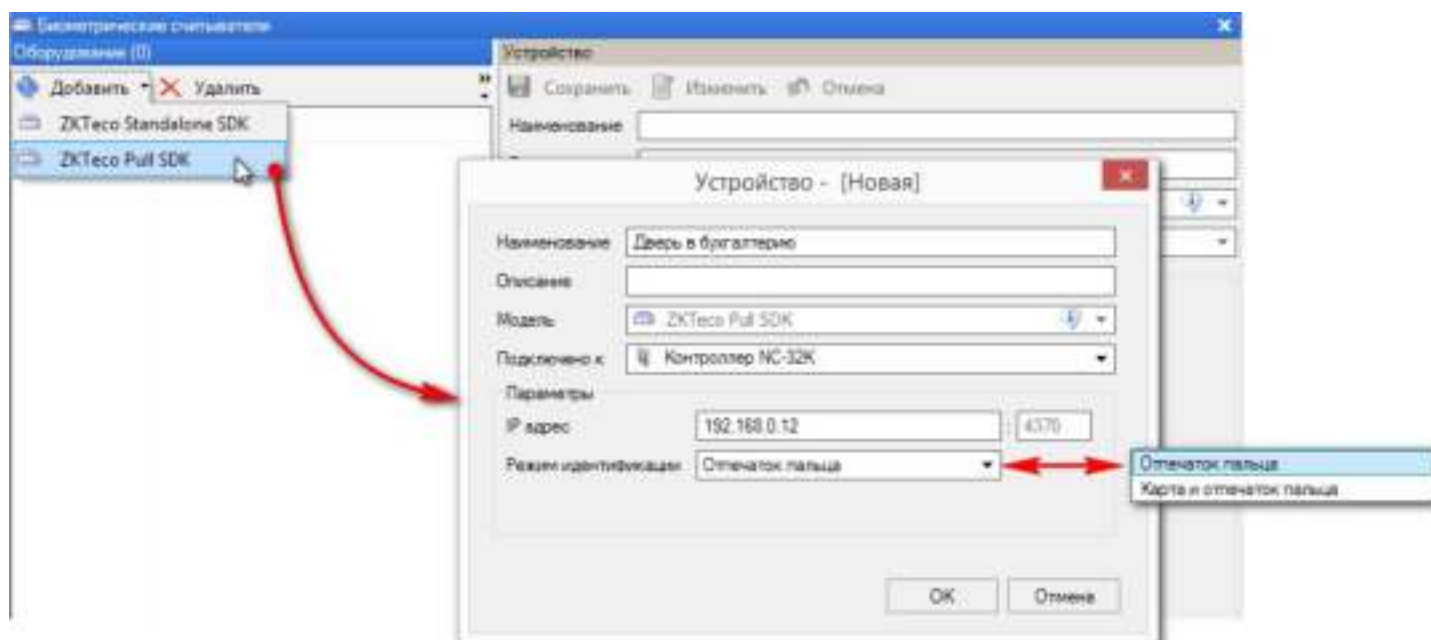 Биометрические считыватели
Оборудование (0)
Добавить
Удалить
ZKTeco Standalone SDK
ZKTeco Pull SDK
Устройство
Сохранить
Изменить
Отмена
Наименование
Устройство - [Новая]
Наименование
Дверь в бухгалтерию
Описание
Модель
ZKTeco Pull SDK
Подключено к
Контроллер NC-32K
Параметры
IP адрес
192.168.0.12
: 4370
Режим идентификации
Отпечаток пальца
Отпечаток пальца
Карта и отпечаток пальца
OK
Отмена